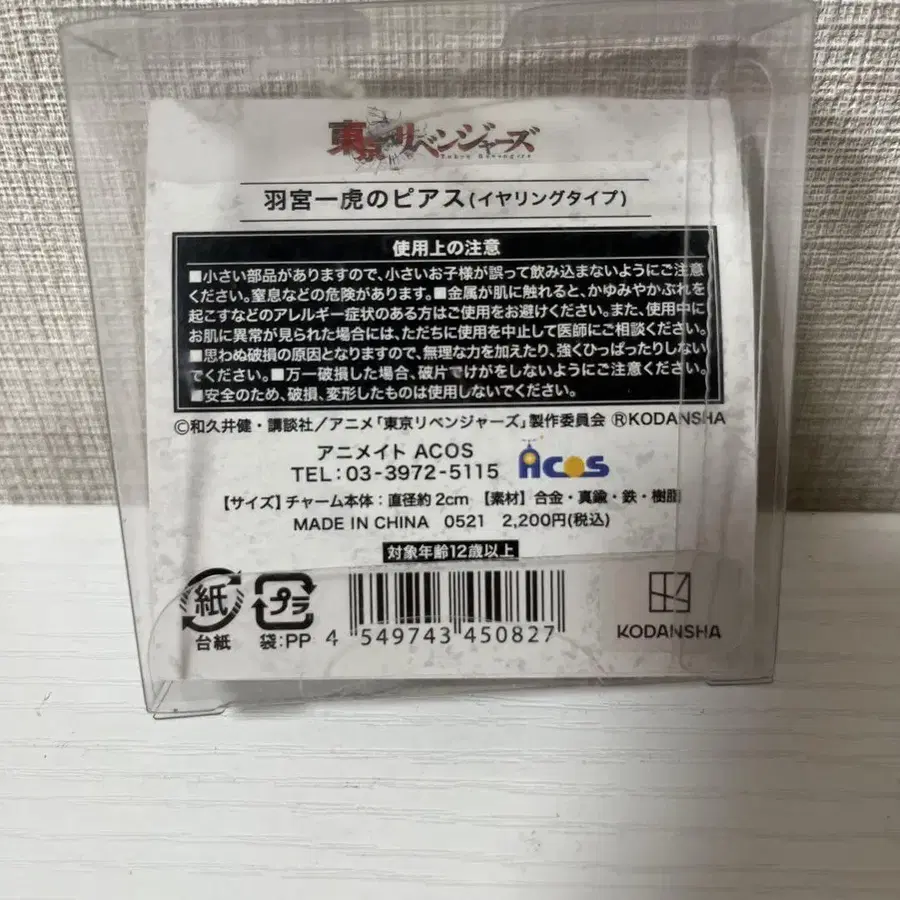 東京リベンジャーズ
Tokyo Revengers
羽宮一虎のピアス(イヤリングタイプ)
使用上の注意
■小さい部品がありますので、小さいお子様が誤って飲み込まないようにご注意
ください。窒息などの危険があります。■金属が肌に触れると、かゆみやかぶれを
起こすなどのアレルギー症状のある方はご使用をお避けください。また、使用中に
お肌に異常が見られた場合には、ただちに使用を中止して医師にご相談ください。
■思わぬ破損の原因となりますので、無理な力を加えたり、強くひっぱったりしない
でください。■万一破損した場合、破片でけがをしないようにご注意ください。
■安全のため、破損、変形したものは使用しないでください。
©和久井健・講談社／アニメ「東京リベンジャーズ」製作委員会 ®KODANSHA
アニメイト ACOS
TEL:03-3972-5115
ACOS
【サイズ】チャーム本体：直径約2cm 【素材】合金・真鍮・鉄・樹脂
MADE IN CHINA 0521 2,200円(税込)
対象年齢12歳以上
紙
台紙
プラ
袋:PP
4 549743 450827
KODANSHA